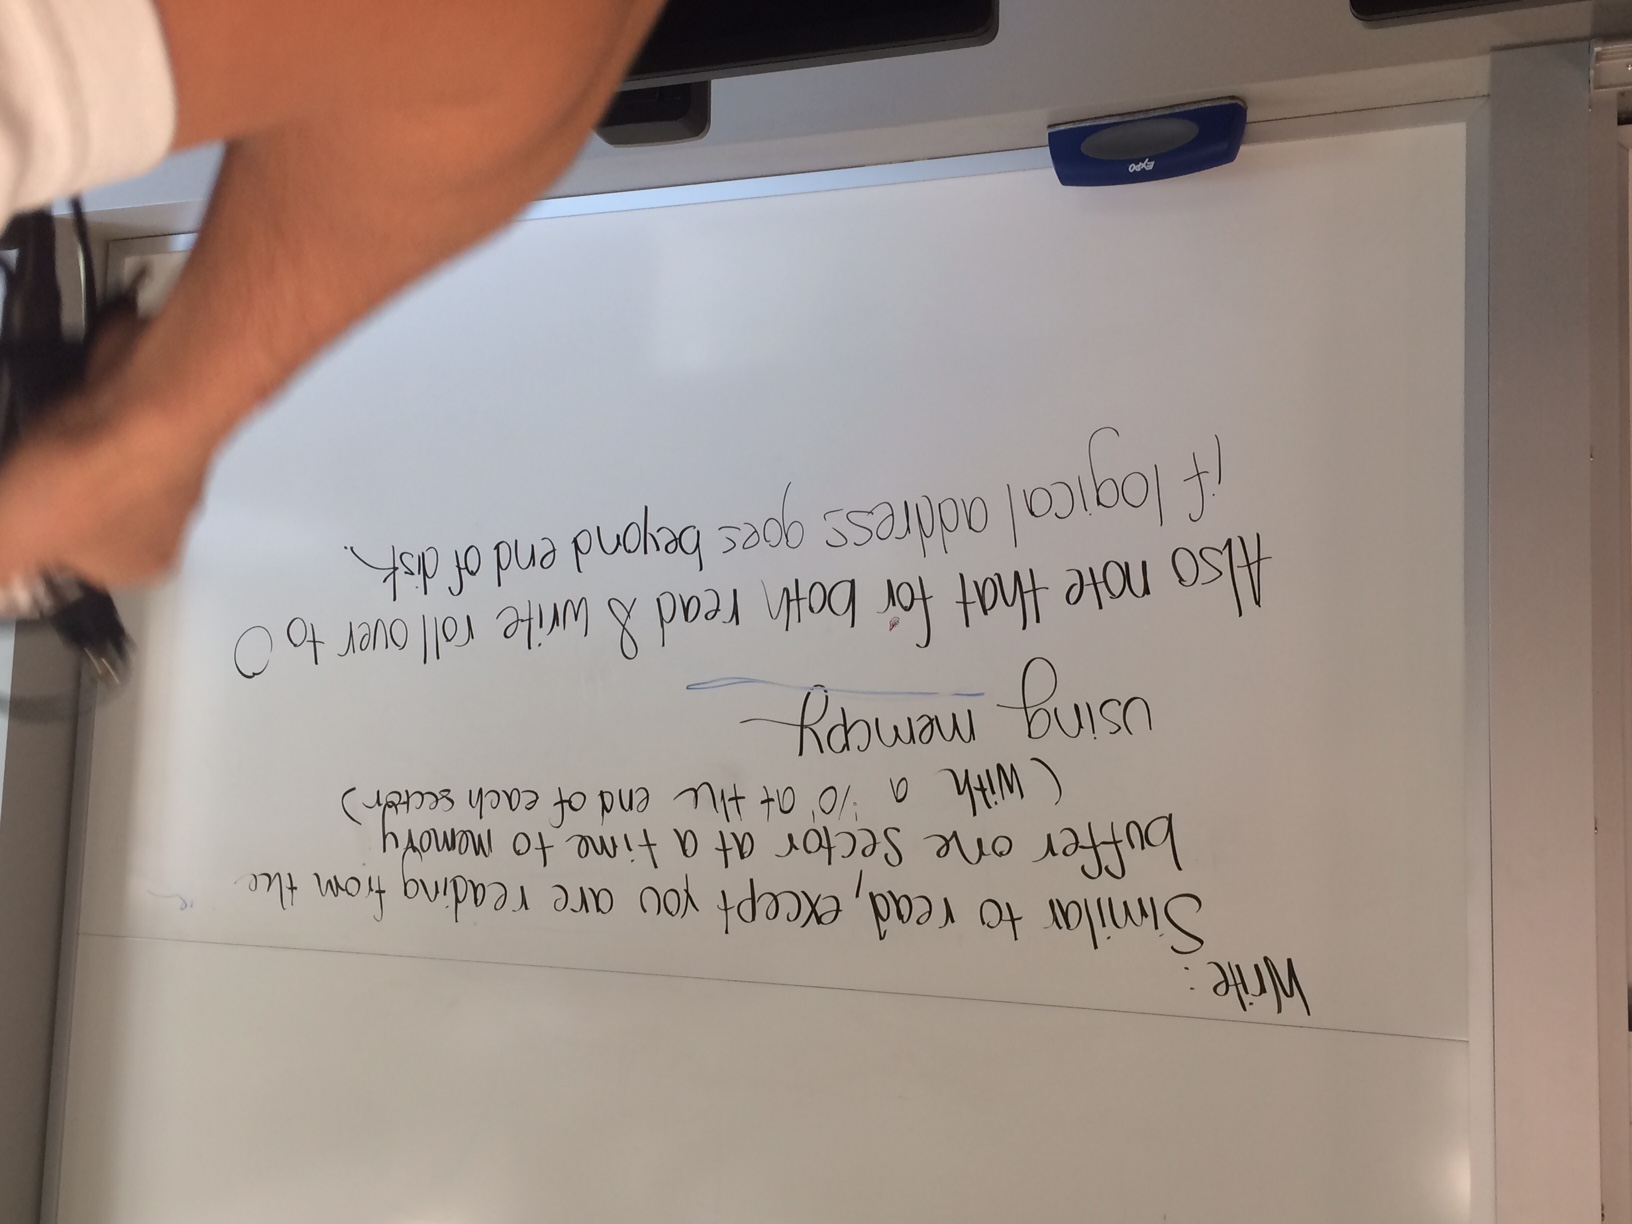 Write:
Similar to read, except you are reading from the
buffer one sector at a time to memory
(with a '/0' at the end of each sector)
using memcpy
Also note that for both read & write roll over to 0
if logical address goes beyond end of disk.
EXPO